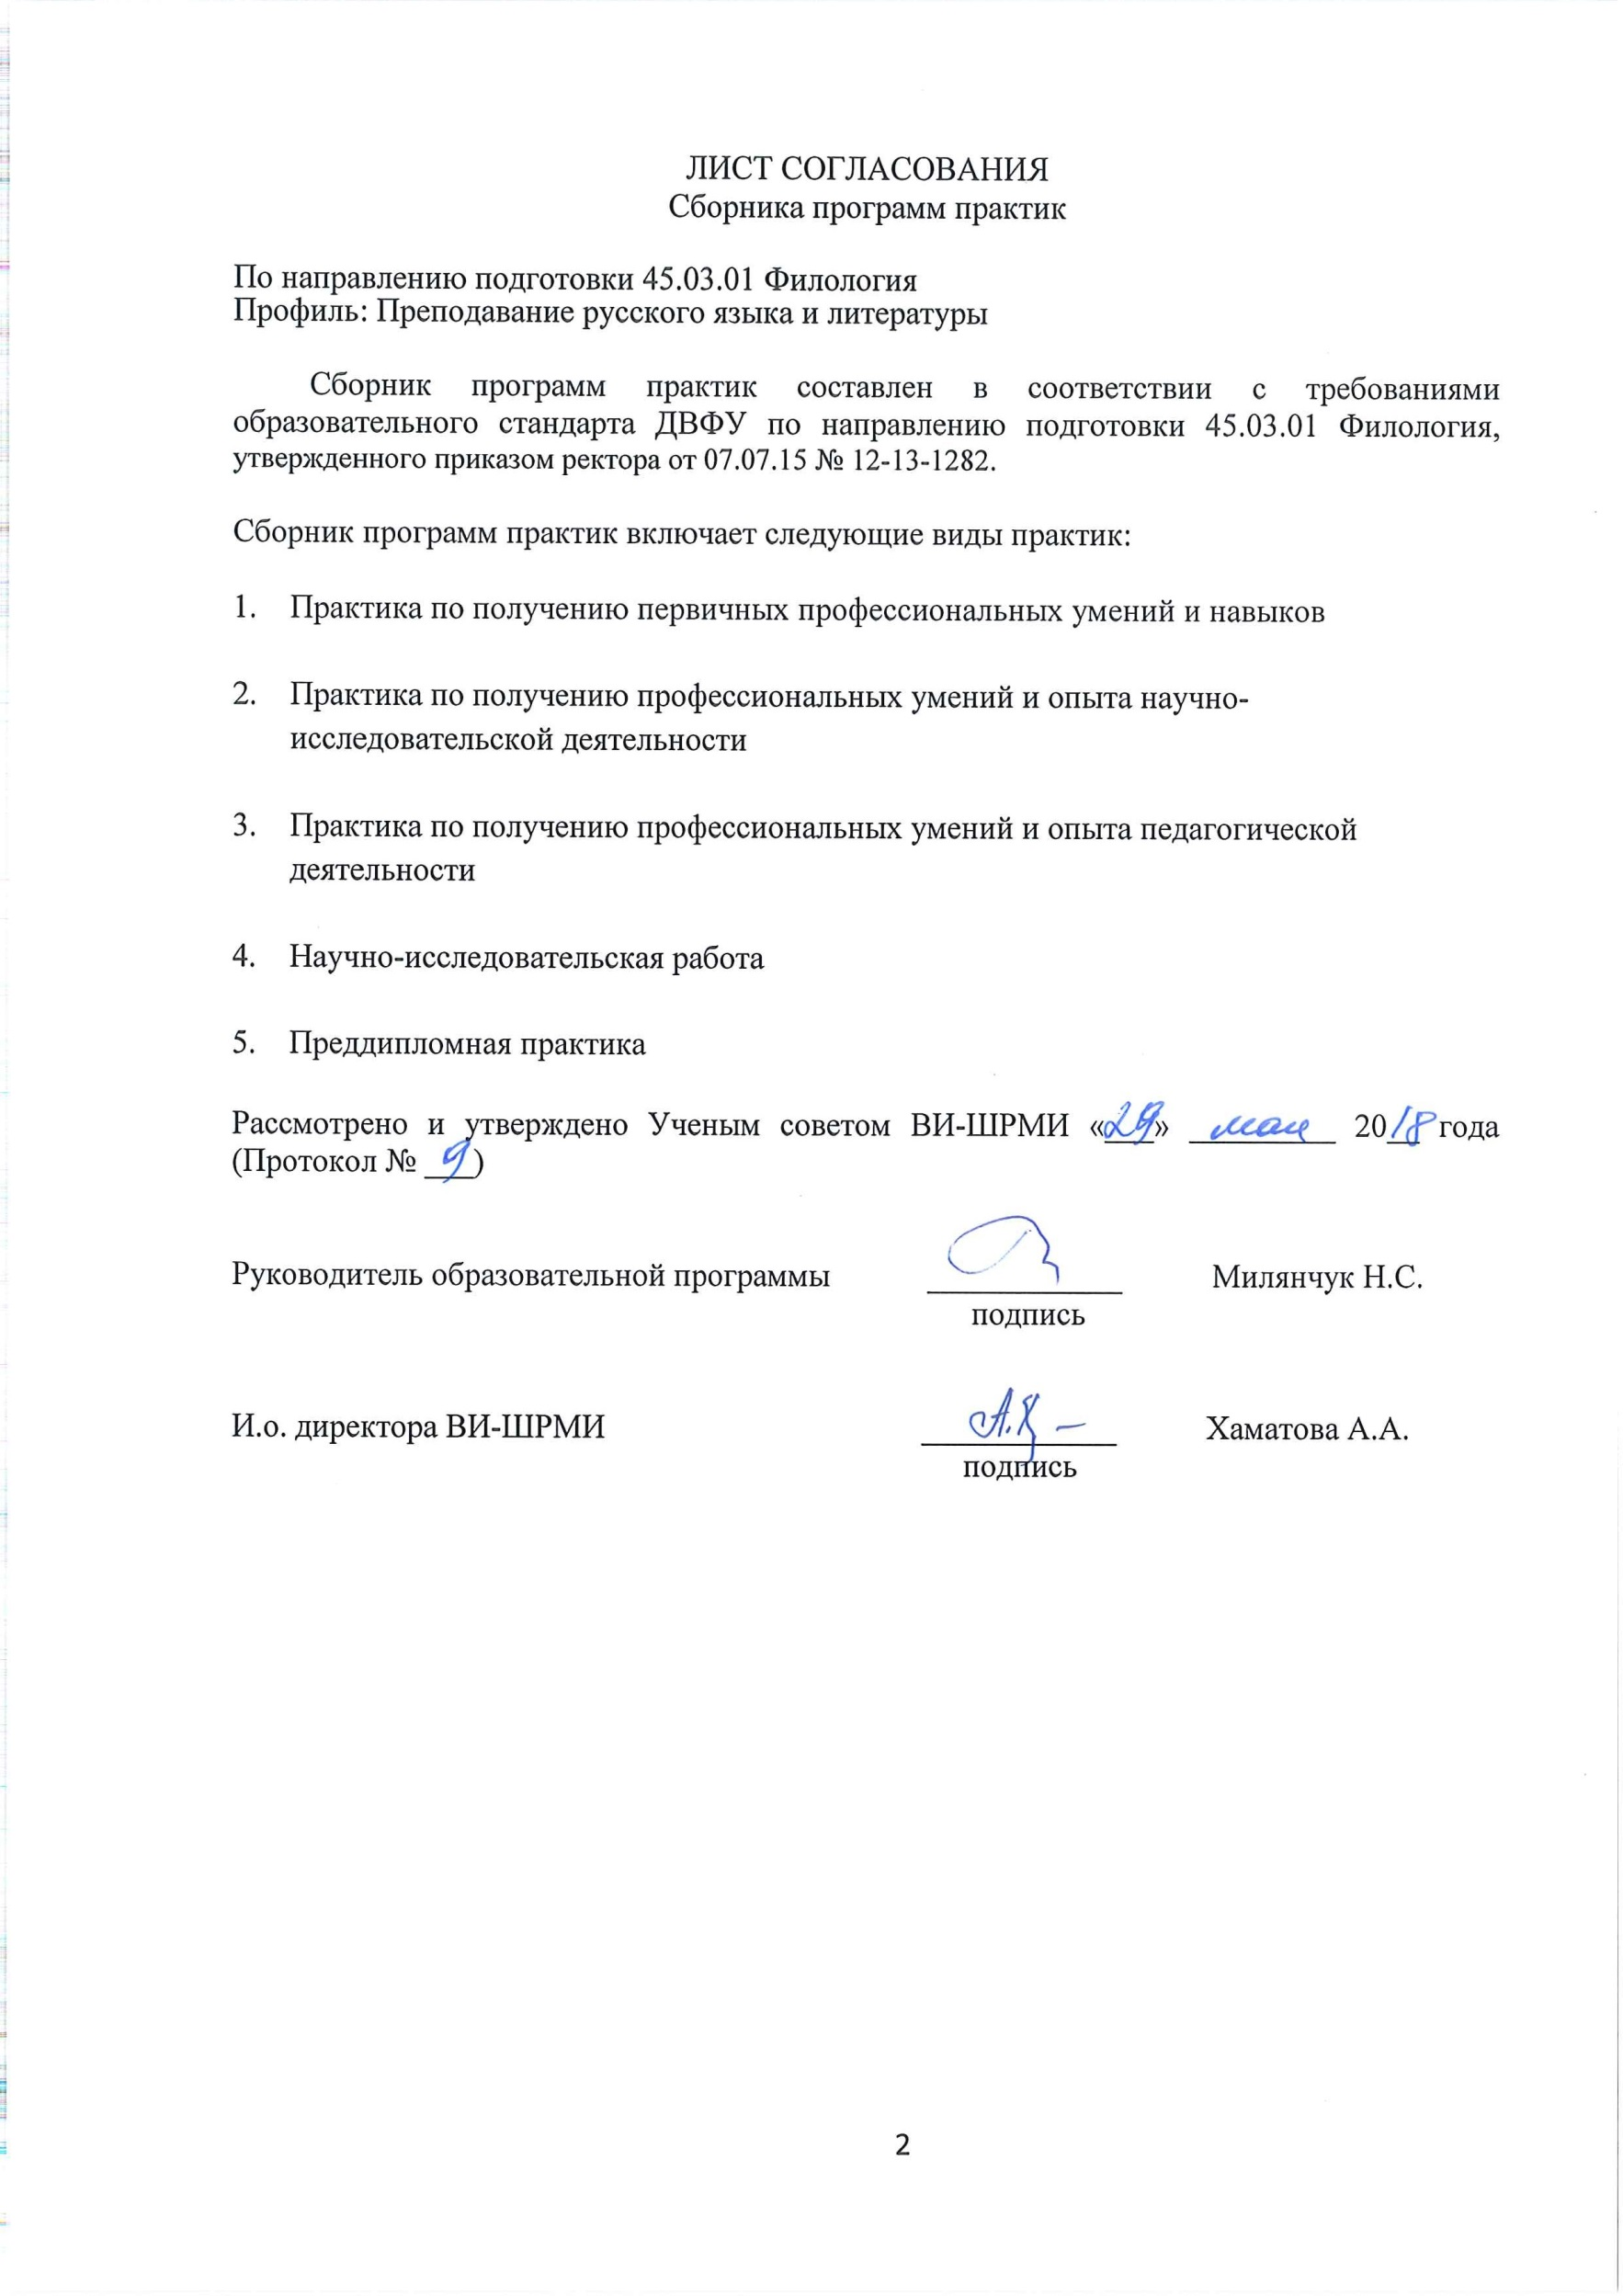 ЛИСТ СОГЛАСОВАНИЯ
Сборника программ практик
По направлению подготовки 45.03.01 Филология
Профиль: Преподавание русского языка и литературы
Сборник программ практик составлен в соответствии с требованиями
образовательного стандарта ДВФУ по направлению подготовки 45.03.01 Филология,
утвержденного приказом ректора от 07.07.15 № 12-13-1282.
Сборник программ практик включает следующие виды практик:
1. Практика по получению первичных профессиональных умений и навыков
2. Практика по получению профессиональных умений и опыта научно-
исследовательской деятельности
3. Практика по получению профессиональных умений и опыта педагогической
деятельности
4. Научно-исследовательская работа
5. Преддипломная практика
Рассмотрено и утверждено Ученым советом ВИ-ШРМИ «29» мая 2018 года
(Протокол № 9)
Руководитель образовательной программы Милянчук Н.С.
подпись
И.о. директора ВИ-ШРМИ Хаматова А.А.
подпись
2